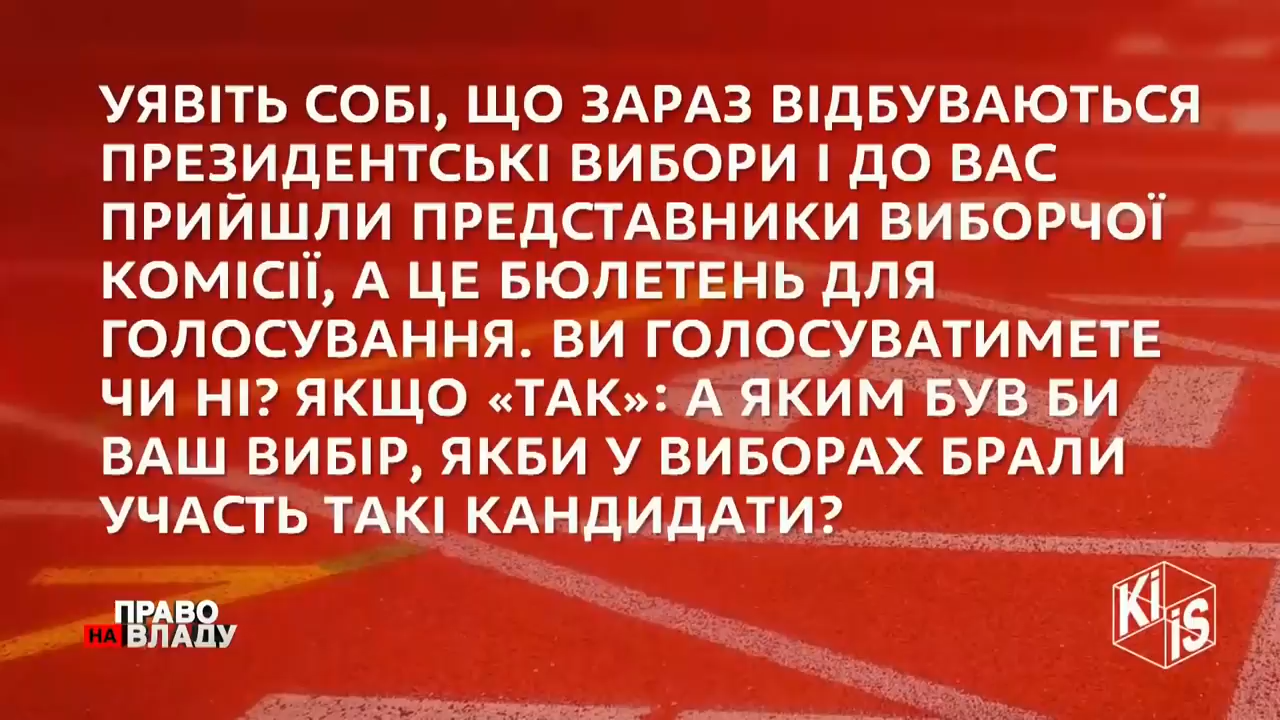 УЯВІТЬ СОБІ, ЩО ЗАРАЗ ВІДБУВАЮТЬСЯ
ПРЕЗИДЕНТСЬКІ ВИБОРИ І ДО ВАС
ПРИЙШЛИ ПРЕДСТАВНИКИ ВИБОРЧОЇ
КОМІСІЇ, А ЦЕ БЮЛЕТЕНЬ ДЛЯ
ГОЛОСУВАННЯ. ВИ ГОЛОСУВАТИМЕТЕ
ЧИ НІ? ЯКЩО «ТАК»: А ЯКИМ БУВ БИ
ВАШ ВИБІР, ЯКБИ У ВИБОРАХ БРАЛИ
УЧАСТЬ ТАКІ КАНДИДАТИ?
ПРАВО
НА ВЛАДУ
Ki
iS